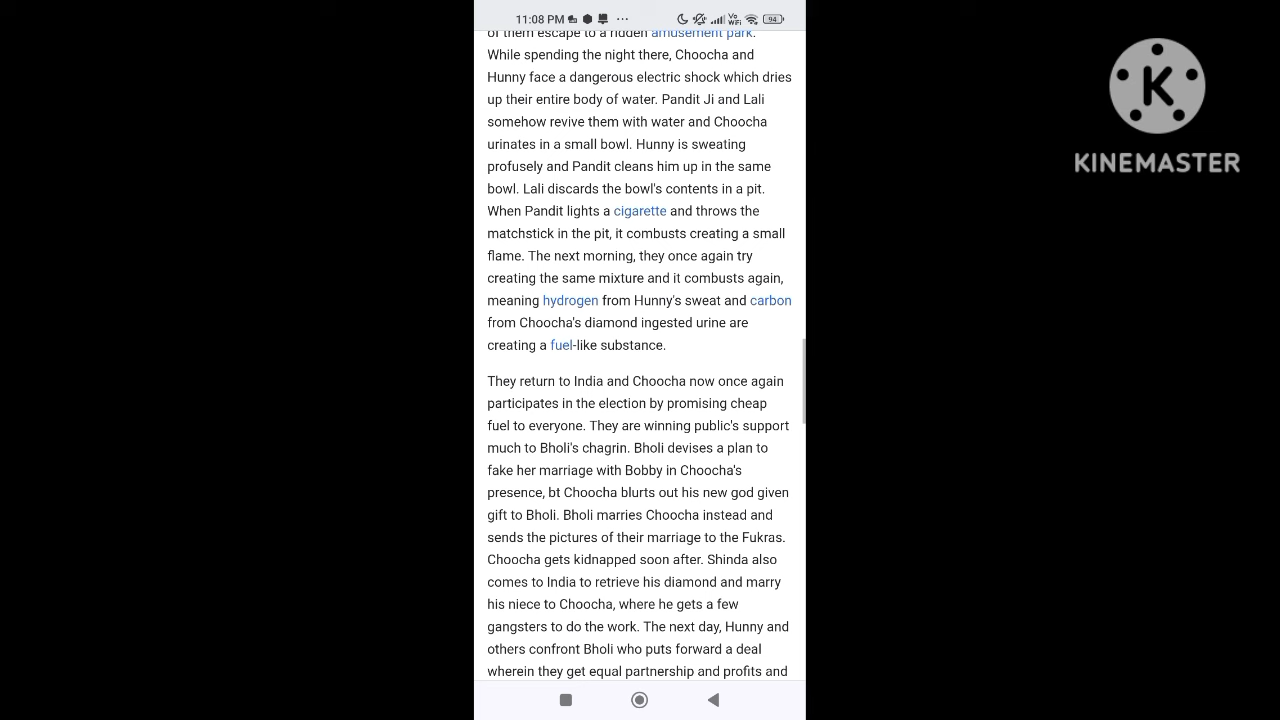 11:08 PM
Vo WiFi 94
of them escape to a hidden amusement park.
While spending the night there, Choocha and
Hunny face a dangerous electric shock which dries
up their entire body of water. Pandit Ji and Lali
somehow revive them with water and Choocha
urinates in a small bowl. Hunny is sweating
profusely and Pandit cleans him up in the same
bowl. Lali discards the bowl's contents in a pit.
When Pandit lights a cigarette and throws the
matchstick in the pit, it combusts creating a small
flame. The next morning, they once again try
creating the same mixture and it combusts again,
meaning hydrogen from Hunny's sweat and carbon
from Choocha's diamond ingested urine are
creating a fuel-like substance.
They return to India and Choocha now once again
participates in the election by promising cheap
fuel to everyone. They are winning public's support
much to Bholi's chagrin. Bholi devises a plan to
fake her marriage with Bobby in Choocha's
presence, bt Choocha blurts out his new god given
gift to Bholi. Bholi marries Choocha instead and
sends the pictures of their marriage to the Fukras.
Choocha gets kidnapped soon after. Shinda also
comes to India to retrieve his diamond and marry
his niece to Choocha, where he gets a few
gangsters to do the work. The next day, Hunny and
others confront Bholi who puts forward a deal
wherein they get equal partnership and profits and
K
KINEMASTER